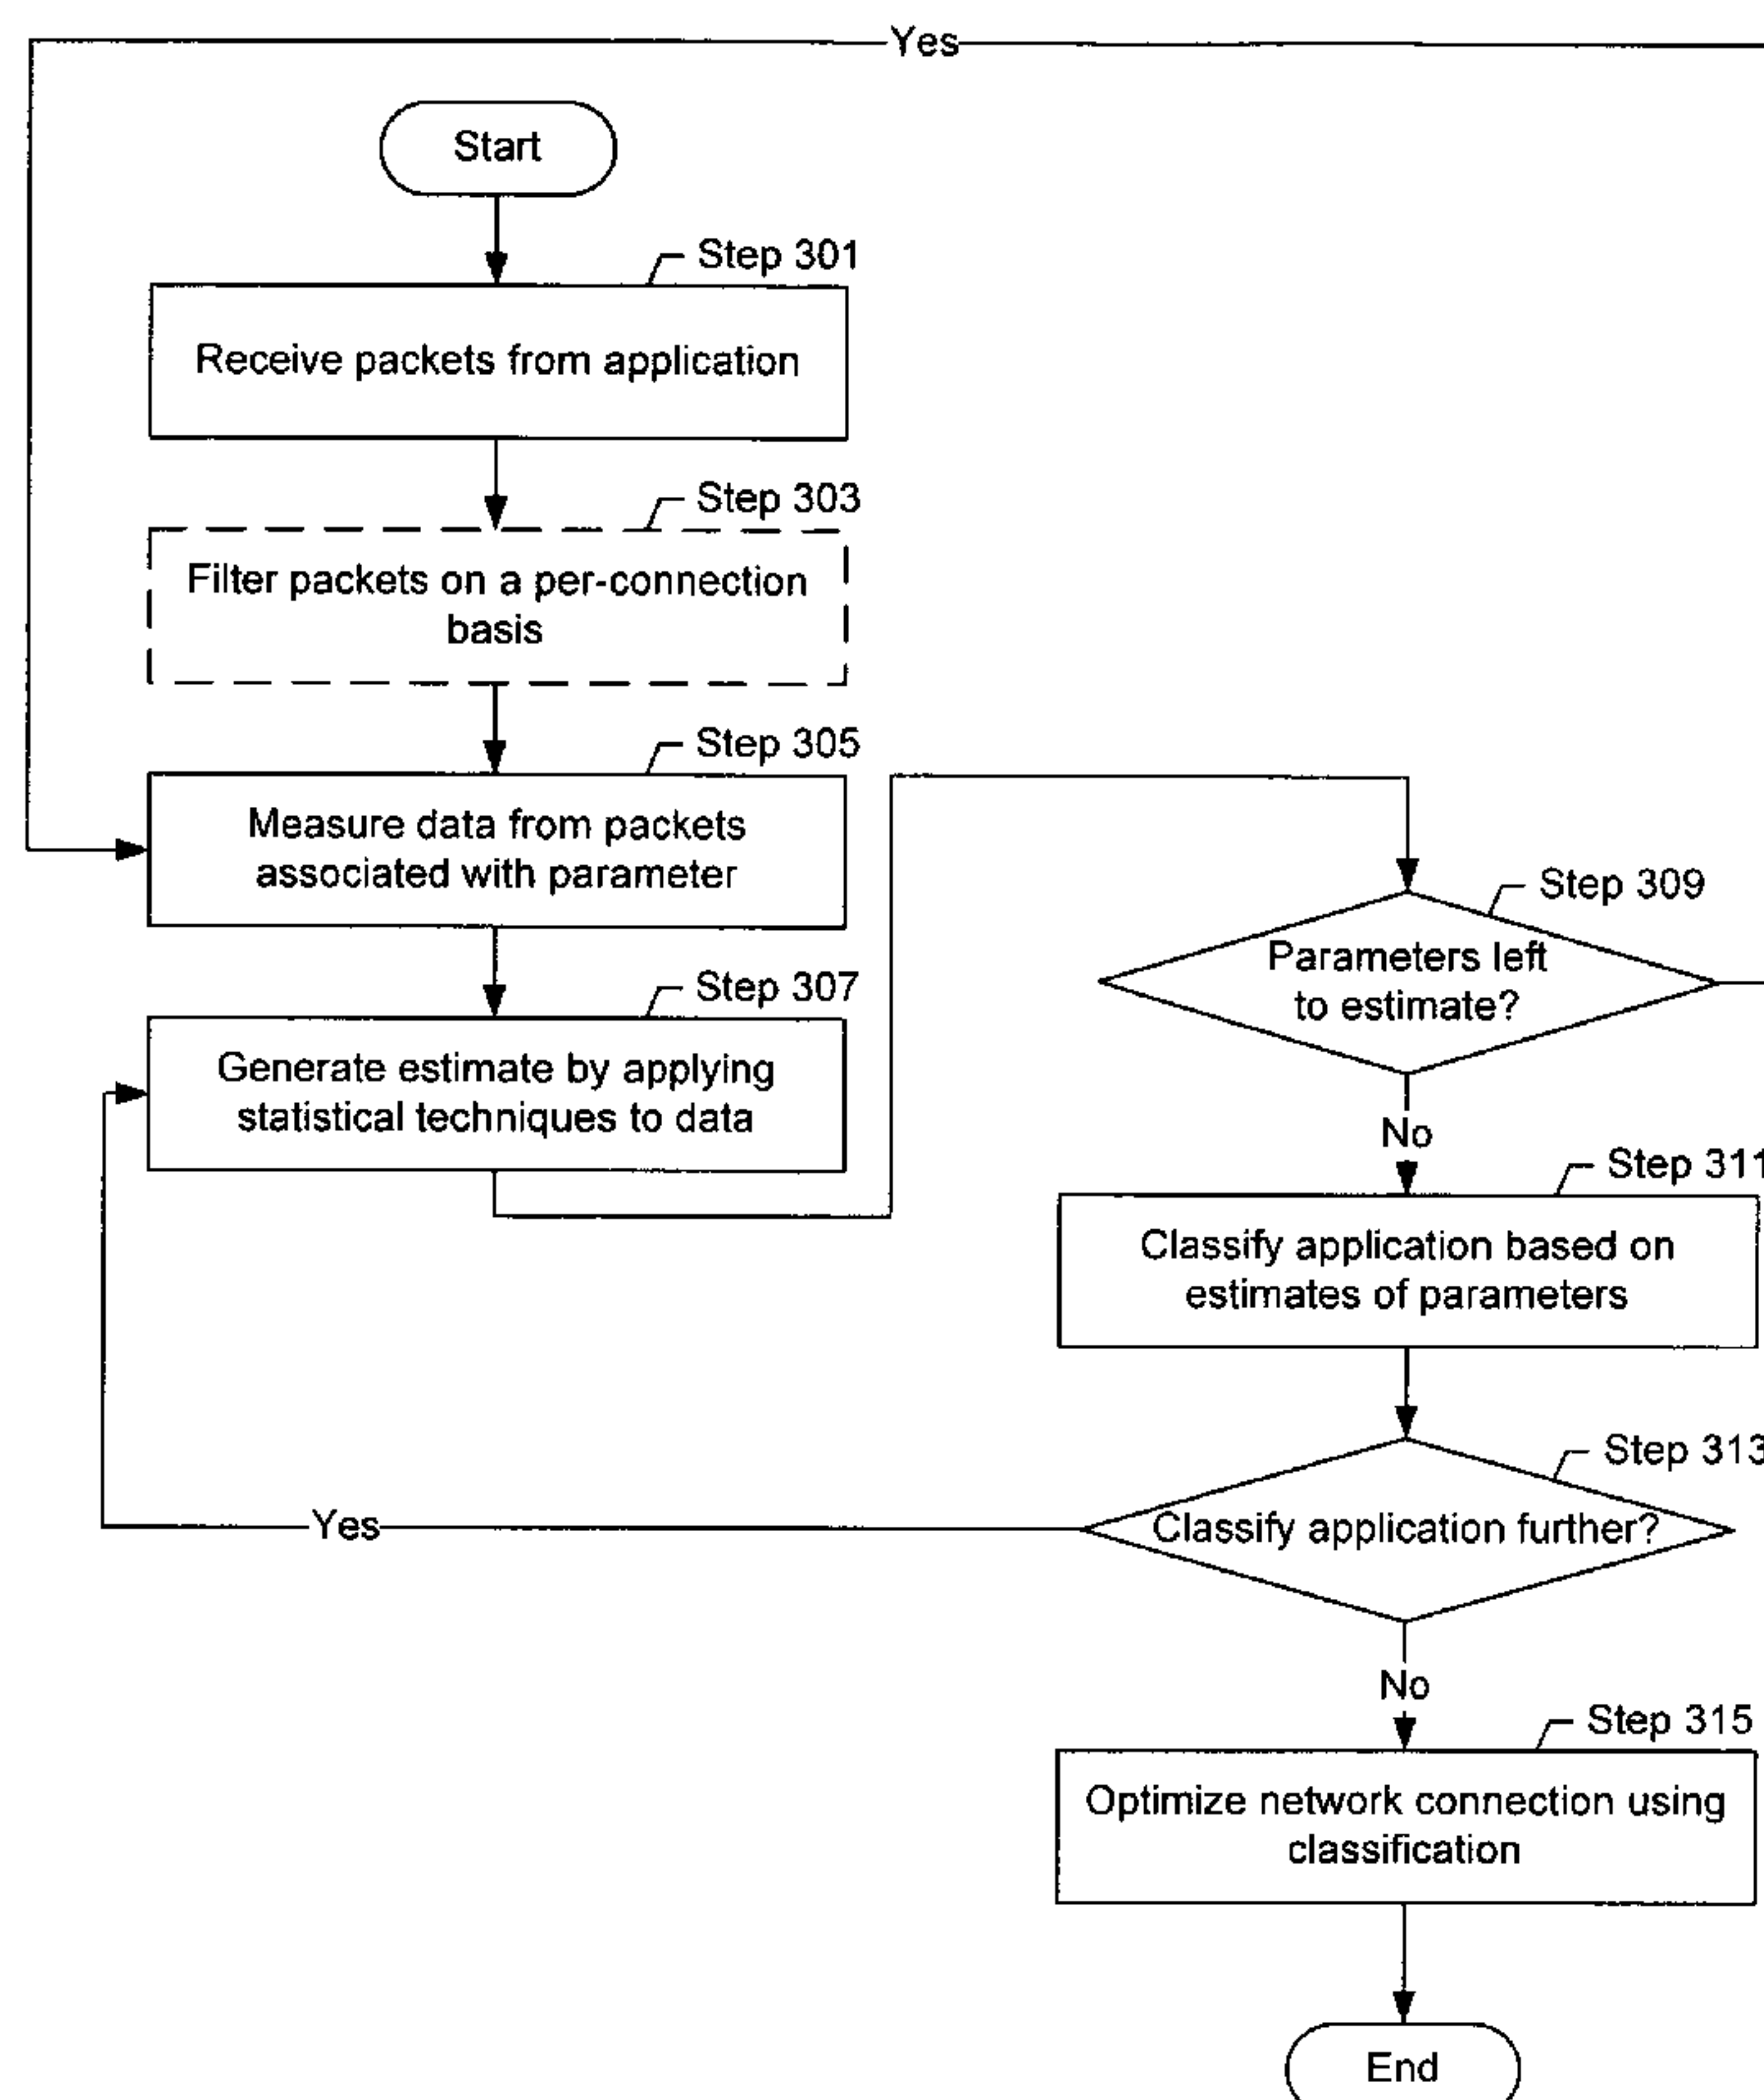 Yes
Start
Step 301
Receive packets from application
Step 303
Filter packets on a per-connection
basis
Step 305
Measure data from packets
associated with parameter
Step 307
Generate estimate by applying
statistical techniques to data
Step 309
Parameters left
to estimate?
No
Step 311
Classify application based on
estimates of parameters
Step 313
Classify application further?
Yes
No
Step 315
Optimize network connection using
classification
End